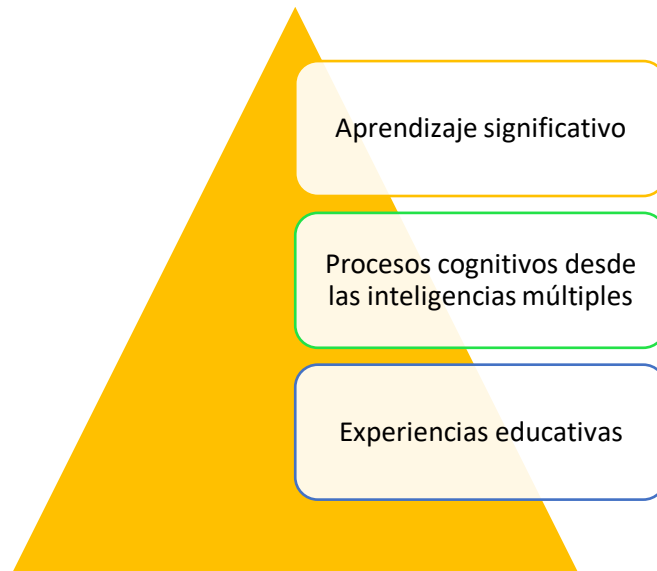 Aprendizaje significativo
Procesos cognitivos desde
las inteligencias múltiples
Experiencias educativas